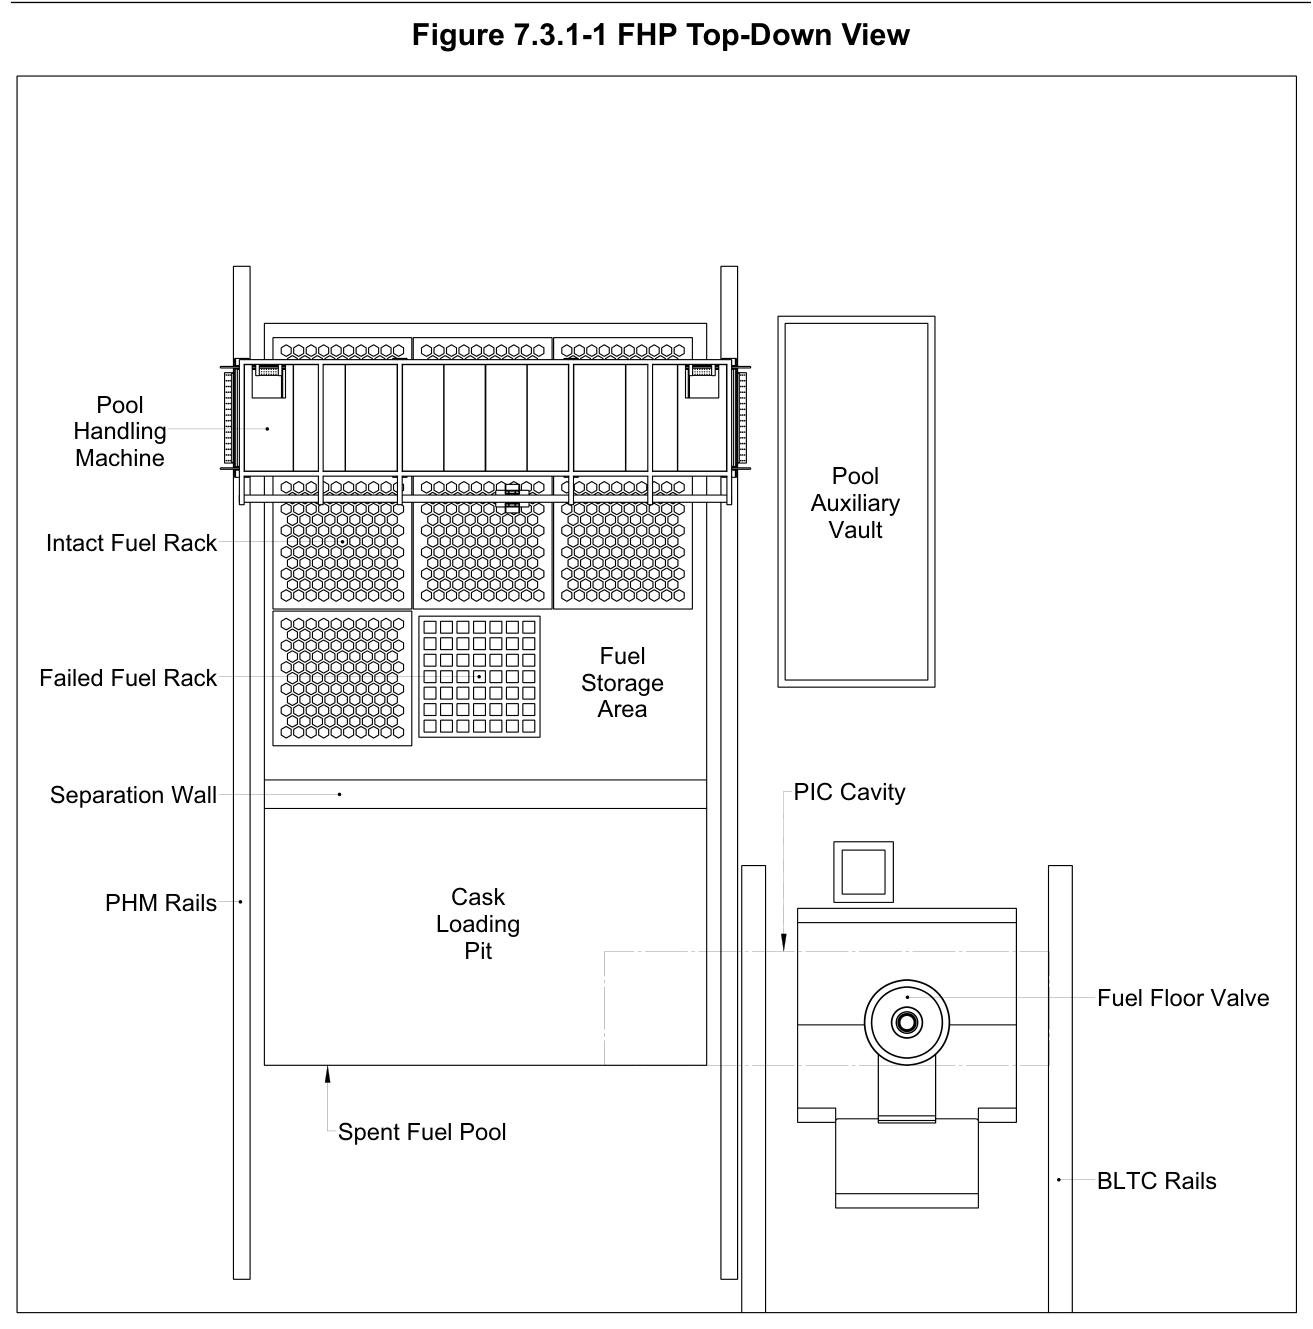 Figure 7.3.1-1 FHP Top-Down View
Pool
Handling
Machine
Pool
Auxiliary
Vault
Intact Fuel Rack
Failed Fuel Rack
Fuel
Storage
Area
Separation Wall
PIC Cavity
PHM Rails
Cask
Loading
Pit
Fuel Floor Valve
Spent Fuel Pool
BLTC Rails